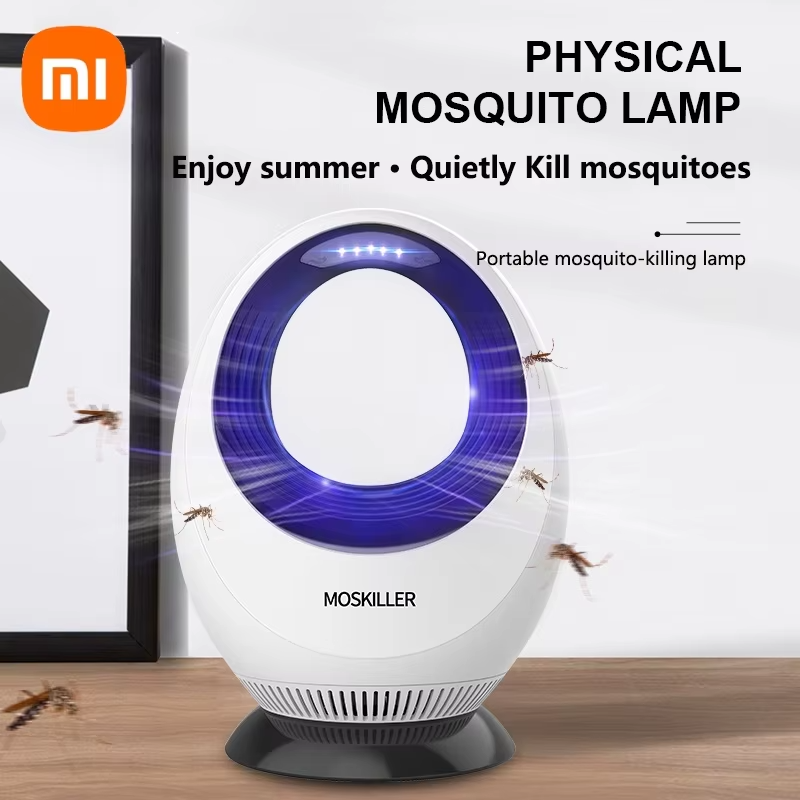 mi
PHYSICAL
MOSQUITO LAMP
Enjoy summer • Quietly Kill mosquitoes
Portable mosquito-killing lamp
MOSKILLER